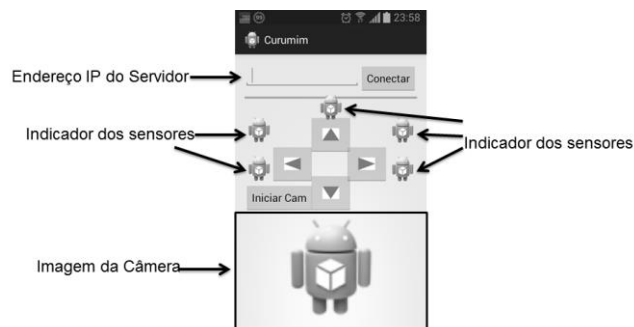 23:58
Curumim
Endereço IP do Servidor
Conectar
Indicador dos sensores
Indicador dos sensores
Iniciar Cam
Imagem da Câmera